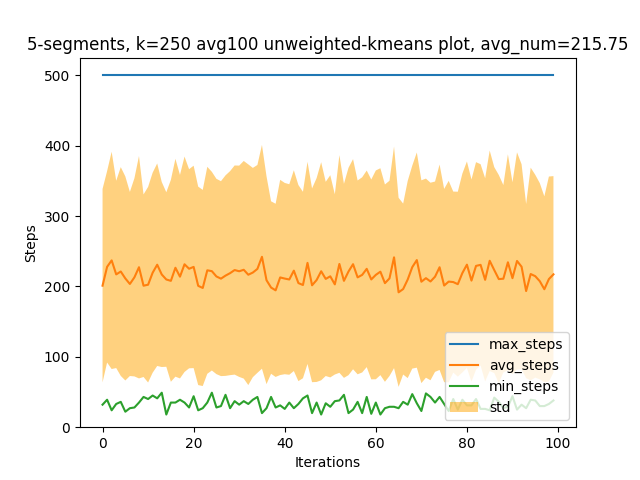 5-segments, k=250 avg100 unweighted-kmeans plot, avg_num=215.75
500
400
300
200
100
0
Steps
max_steps
avg_steps
min_steps
std
0 20 40 60 80 100
Iterations